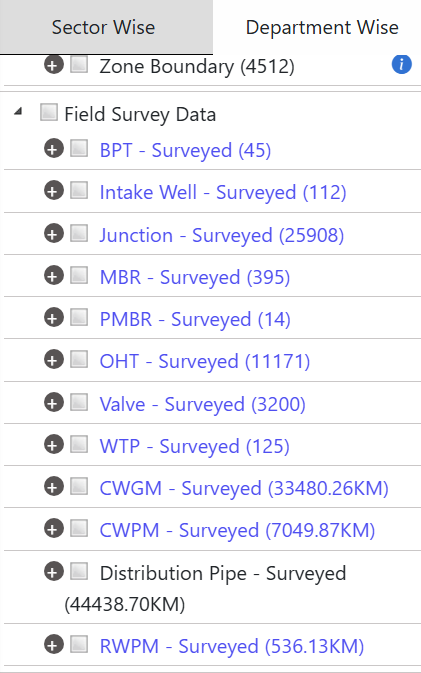 Sector Wise
Department Wise
Zone Boundary (4512)
Field Survey Data
BPT - Surveyed (45)
Intake Well - Surveyed (112)
Junction - Surveyed (25908)
MBR - Surveyed (395)
PMBR - Surveyed (14)
OHT - Surveyed (11171)
Valve - Surveyed (3200)
WTP - Surveyed (125)
CWGM - Surveyed (33480.26KM)
CWPM - Surveyed (7049.87KM)
Distribution Pipe - Surveyed
(44438.70KM)
RWPM - Surveyed (536.13KM)